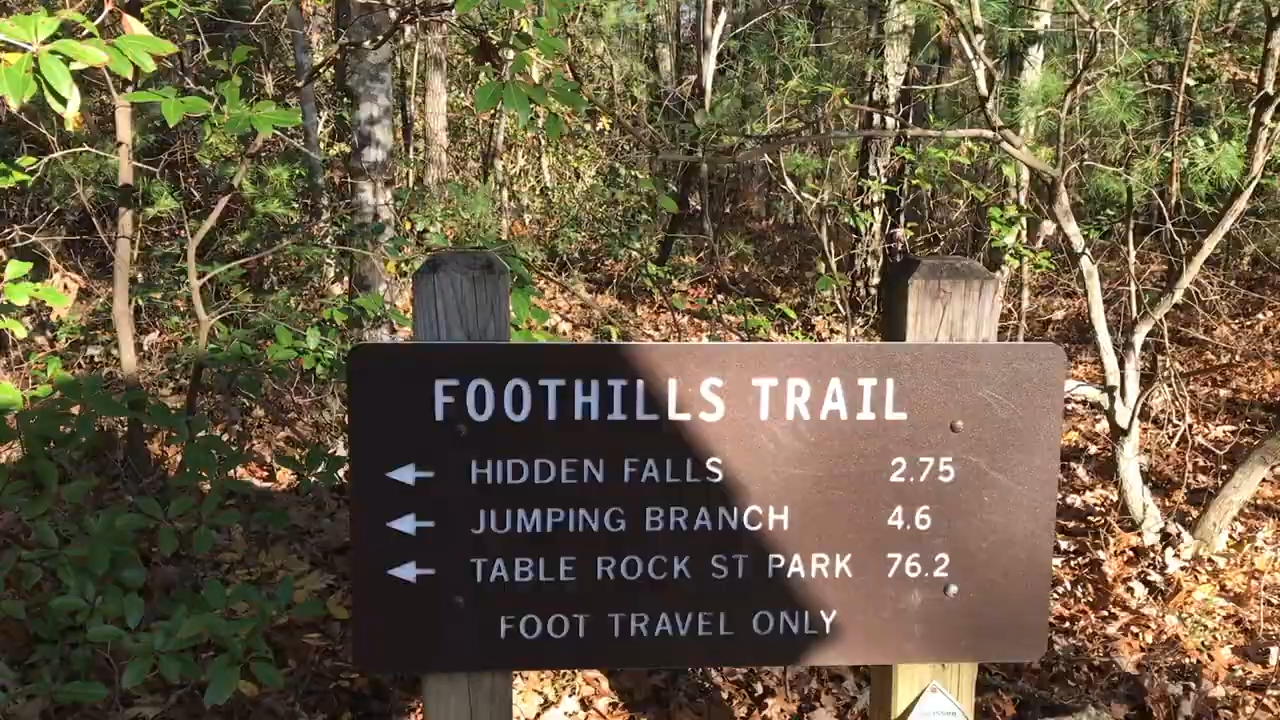 FOOTHILLS TRAIL
HIDDEN FALLS 2.75
JUMPING BRANCH 4.6
TABLE ROCK ST PARK 76.2
FOOT TRAVEL ONLY